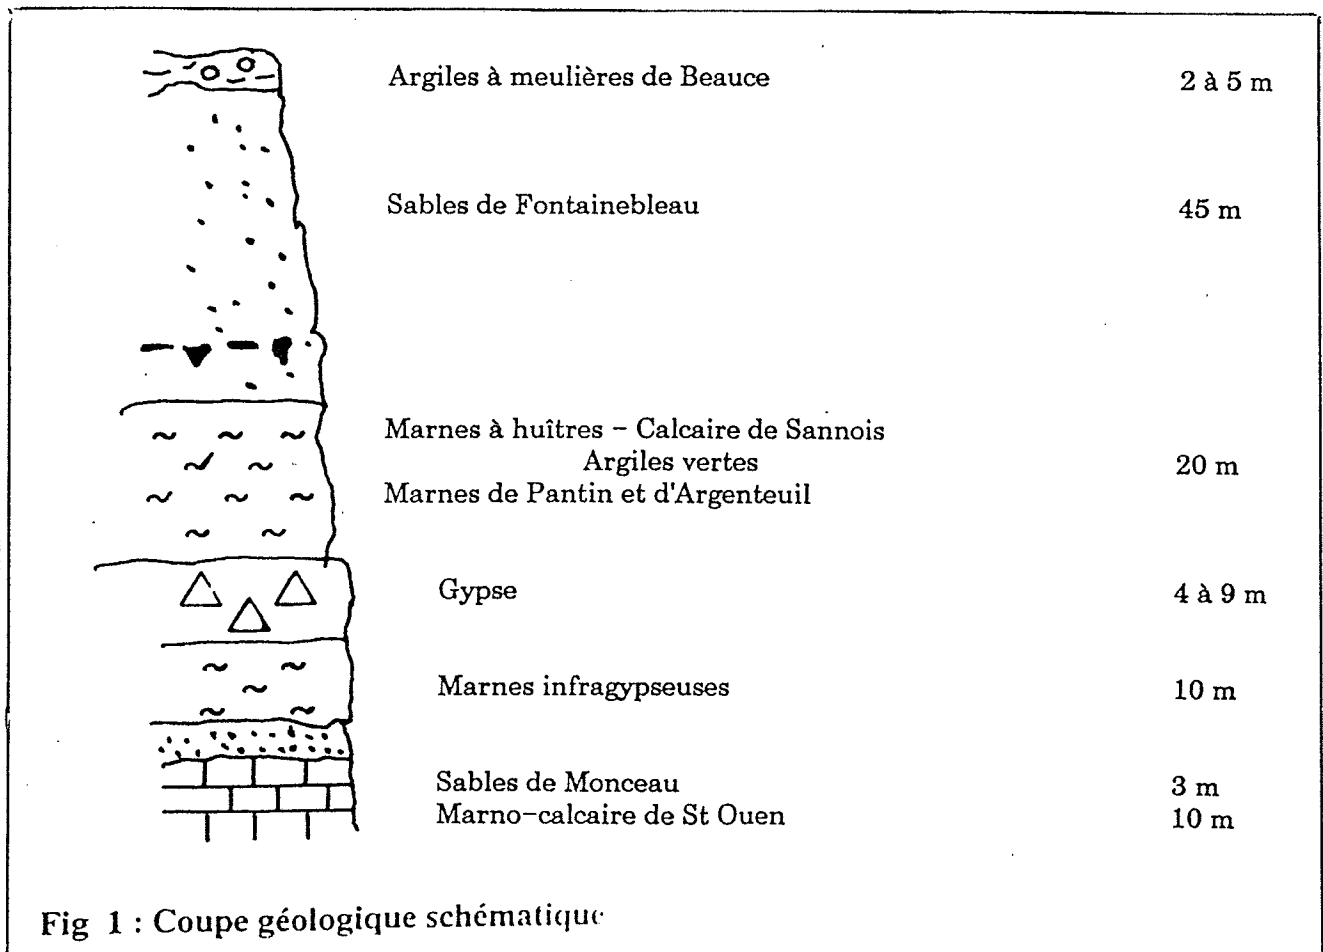 Argiles à meulières de Beauce 2 à 5 m
Sables de Fontainebleau 45 m
Marnes à huîtres - Calcaire de Sannois
Argiles vertes 20 m
Marnes de Pantin et d'Argenteuil
Gypse 4 à 9 m
Marnes infragypseuses 10 m
Sables de Monceau 3 m
Marno-calcaire de St Ouen 10 m
Fig 1 : Coupe géologique schématique